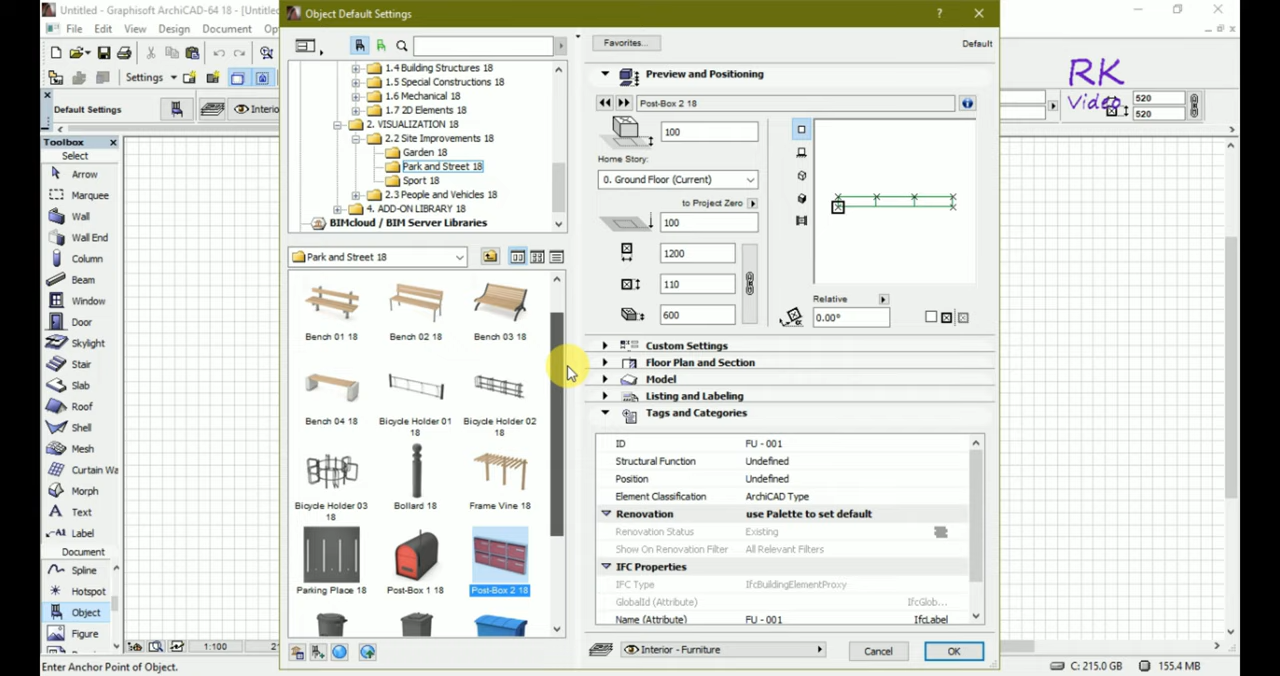 Untitled - Graphisoft ArchiCAD-64 18 - [Untitled
Object Default Settings
?
File Edit View Design Document
Settings
Default Settings
Interio
RK
Video
520
520
Toolbox
Select
Arrow
Marquee
Wall
Wall End
Column
Beam
Window
Door
Skylight
Stair
Slab
Roof
Shell
Mesh
Curtain Wa
Morph
Text
A1 Label
Document
Spline
Hotspot
Object
Figure
1:100
Enter Anchor Point of Object.
1.4 Building Structures 18
1.5 Special Constructions 18
1.6 Mechanical 18
1.7 2D Elements 18
2. VISUALIZATION 18
2.2 Site Improvements 18
Garden 18
Park and Street 18
Sport 18
2.3 People and Vehicles 18
4. ADD-ON LIBRARY 18
BIMcloud / BIM Server Libraries
Park and Street 18
Bench 01 18 Bench 02 18 Bench 03 18
Bench 04 18 Bicycle Holder 01 18 Bicycle Holder 02 18
Bicycle Holder 03 18 Bollard 18 Frame Vine 18
Parking Place 18 Post-Box 1 18 Post-Box 2 18
Favorites...
Default
Preview and Positioning
Post-Box 2 18
100
Home Story:
0. Ground Floor (Current)
to Project Zero
100
1200
110
600
Relative
0.00°
Custom Settings
Floor Plan and Section
Model
Listing and Labeling
Tags and Categories
ID FU - 001
Structural Function Undefined
Position Undefined
Element Classification ArchiCAD Type
Renovation use Palette to set default
Renovation Status Existing
Show On Renovation Filter All Relevant Filters
IFC Properties
IFC Type IfcBuildingElementProxy
GlobalId (Attribute) IfcGlob...
Name (Attribute) FU - 001 IfcLabel
Interior - Furniture
Cancel OK
C: 215.0 GB 155.4 MB